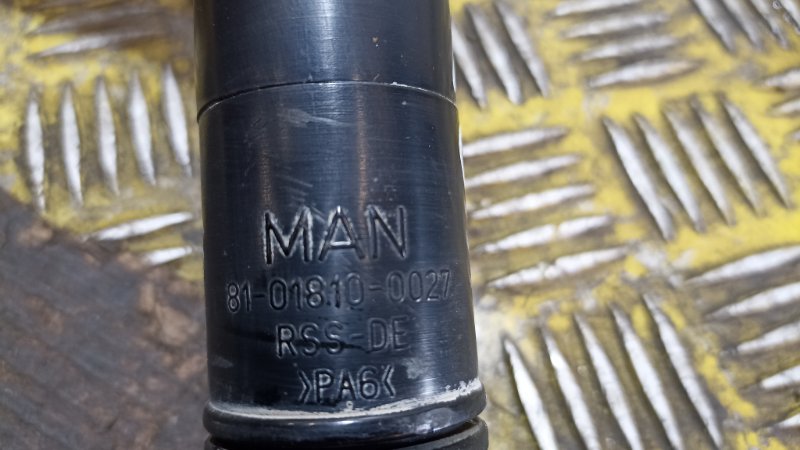 MAN
81-01810-0027
RSS-DE
>PA6<